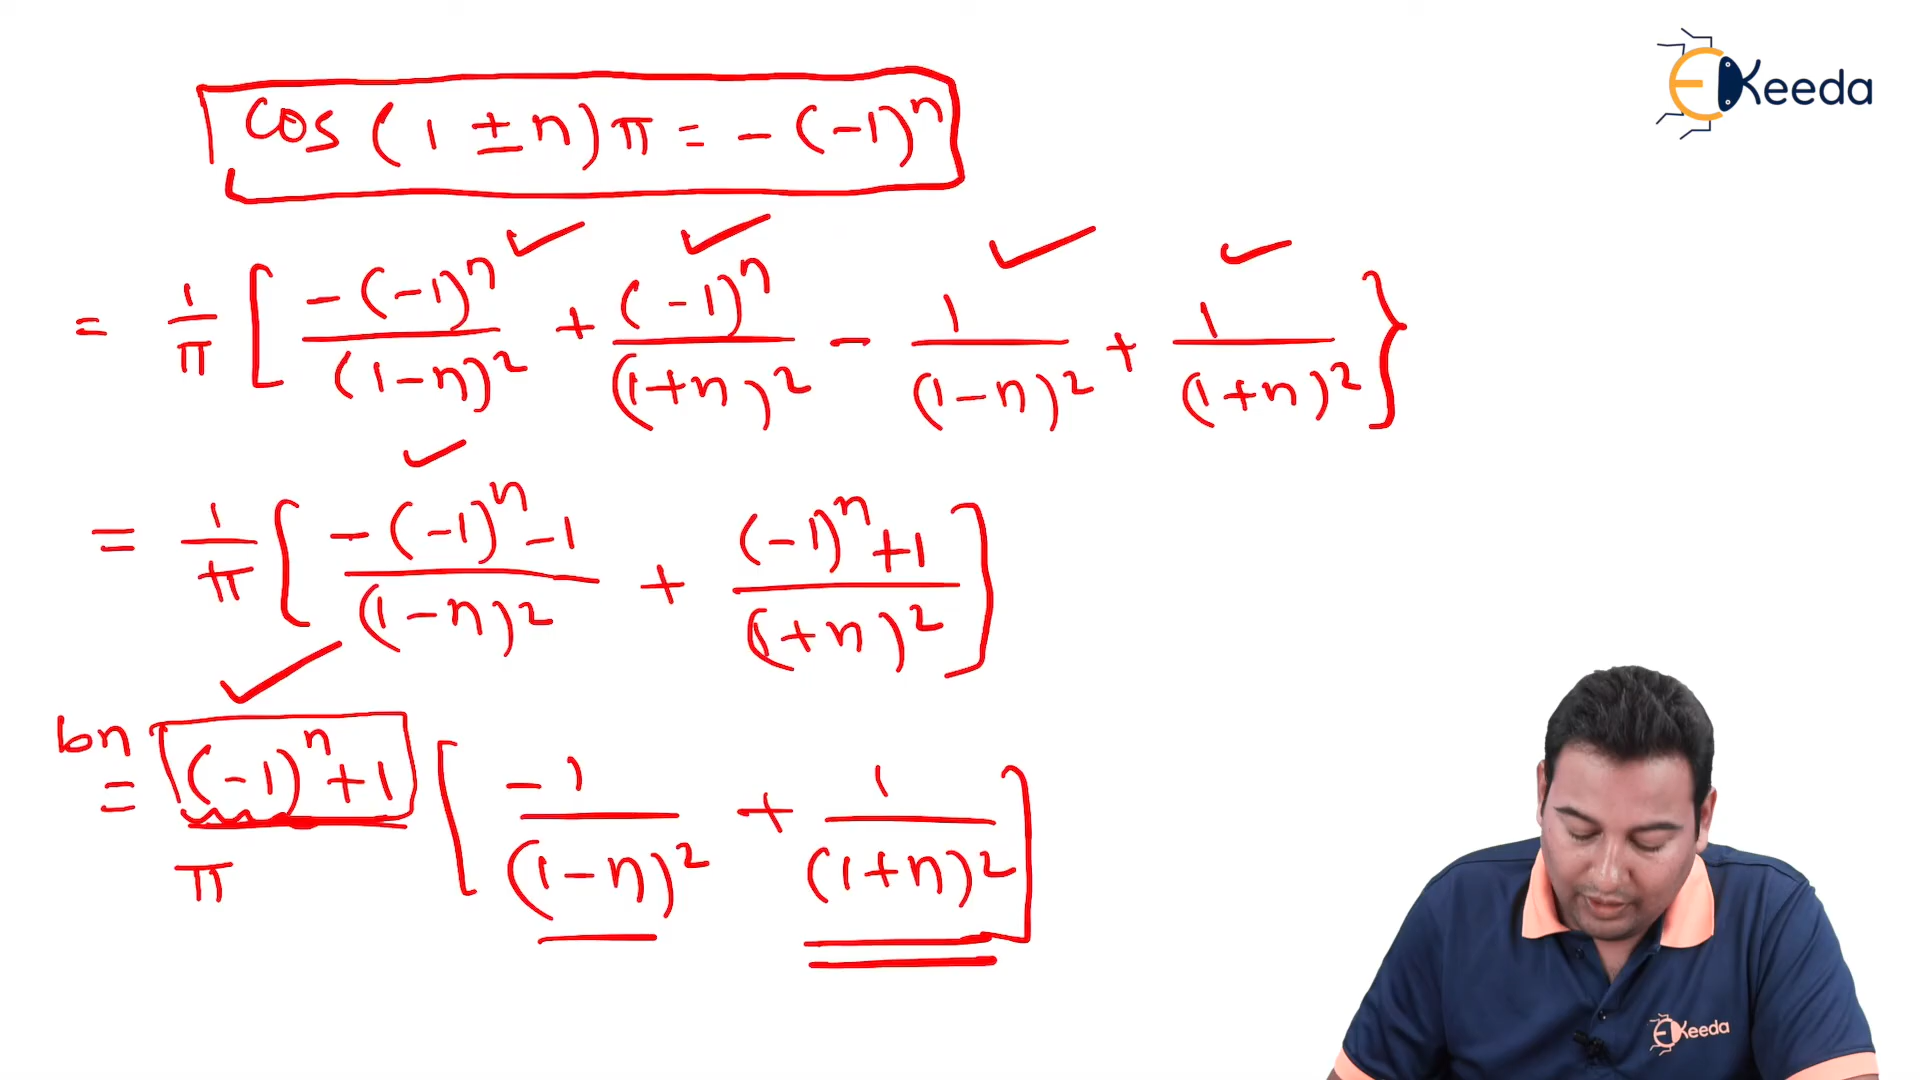 EKeeda
cos (1 ± n) π = - (-1)^n
= 1/π [ -(-1)^n/(1-n)^2 + (-1)^n/(1+n)^2 - 1/(1-n)^2 + 1/(1+n)^2 }
= 1/π { -(-1)^n - 1/(1-n)^2 + (-1)^n + 1/(1+n)^2 ]
bn = (-1)^n + 1/π [ -1/(1-n)^2 + 1/(1+n)^2 ]
EKeeda